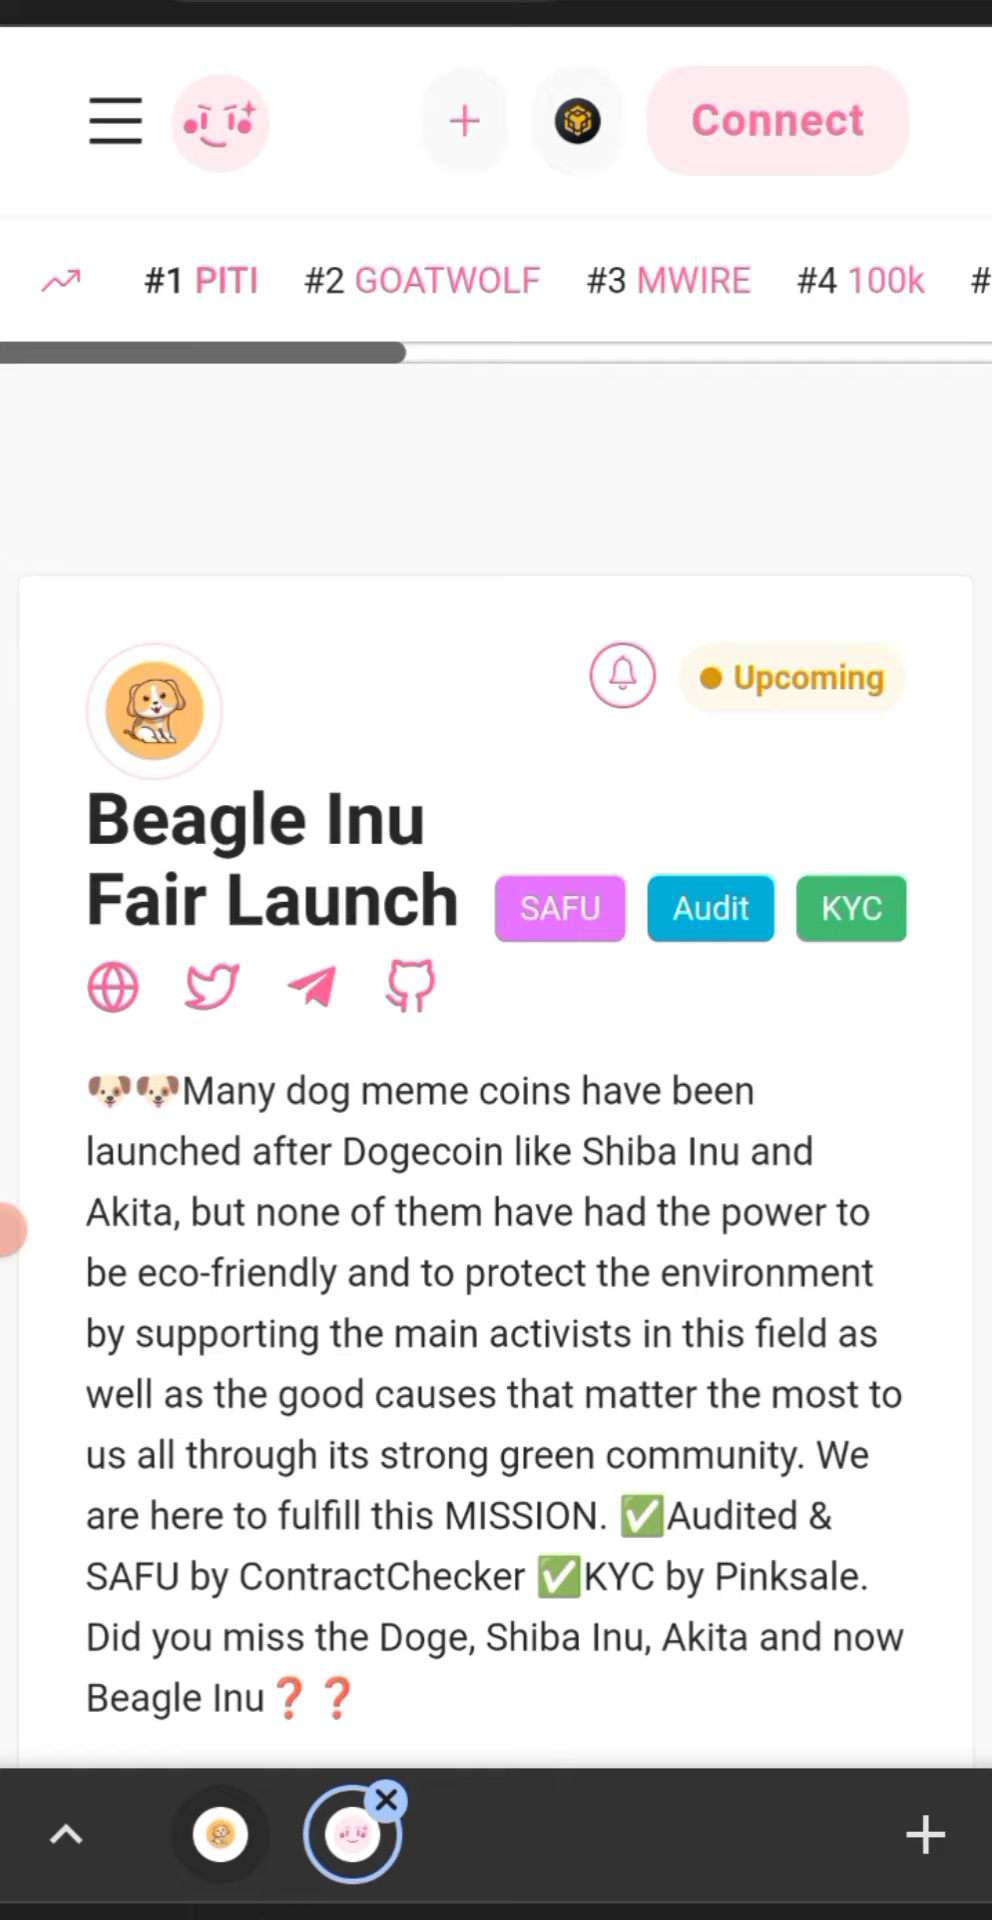 Connect
#1 PITI #2 GOATWOLF #3 MWIRE #4 100k #
Upcoming
Beagle Inu
Fair Launch SAFU Audit KYC
🐶🐶Many dog meme coins have been
launched after Dogecoin like Shiba Inu and
Akita, but none of them have had the power to
be eco-friendly and to protect the environment
by supporting the main activists in this field as
well as the good causes that matter the most to
us all through its strong green community. We
are here to fulfill this MISSION. ✅Audited &
SAFU by ContractChecker ✅KYC by Pinksale.
Did you miss the Doge, Shiba Inu, Akita and now
Beagle Inu❓❓